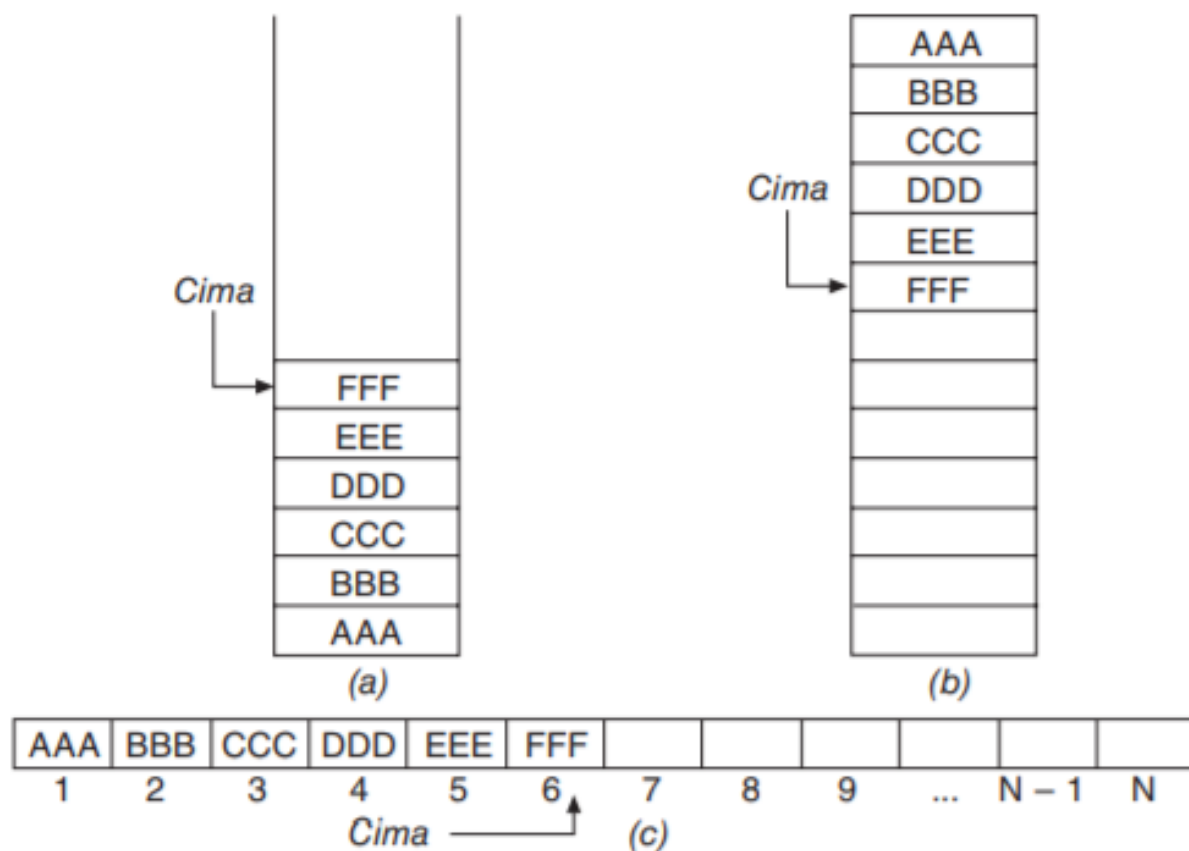 Cima
FFF
EEE
DDD
CCC
BBB
AAA
(a)
AAA
BBB
CCC
DDD
Cima
EEE
FFF
(b)
AAA BBB CCC DDD EEE FFF
1 2 3 4 5 6 7 8 9 ... N – 1 N
Cima (c)